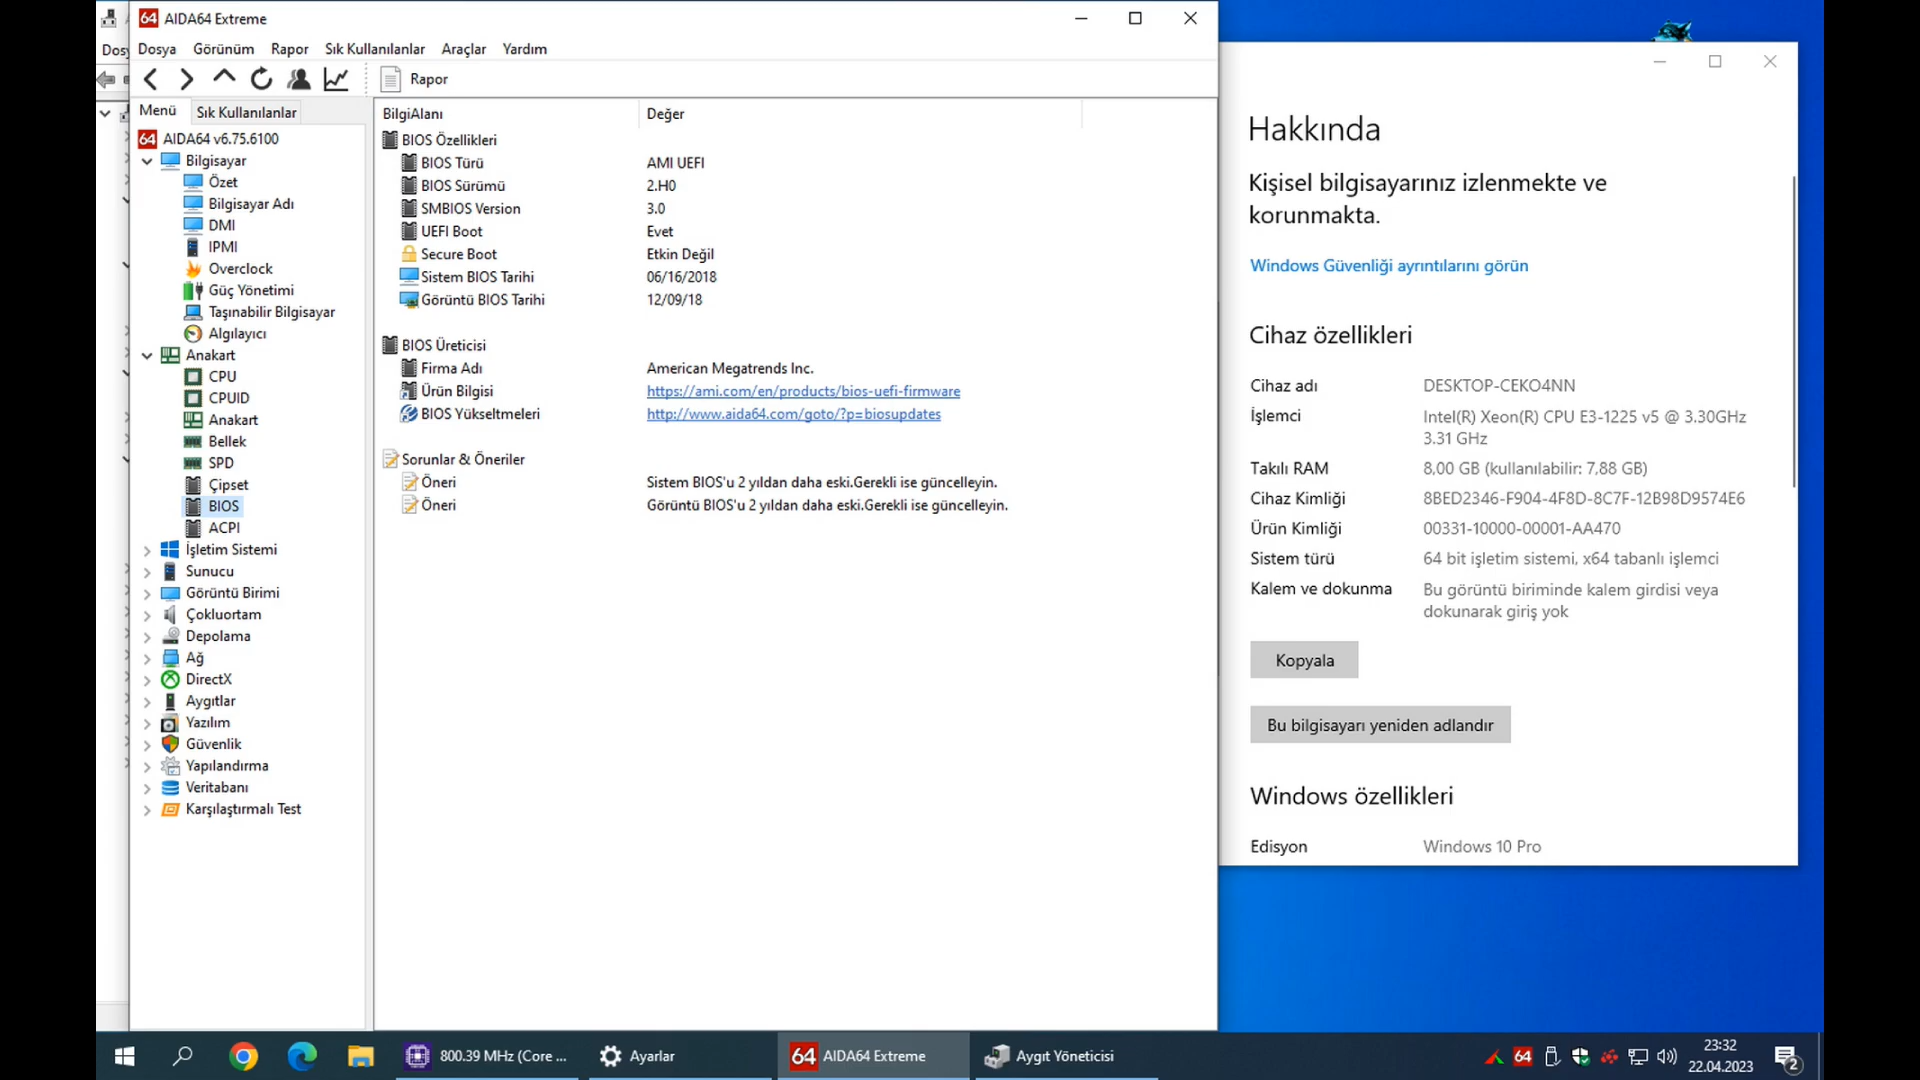 AIDA64 Extreme
Dosya Görünüm Rapor Sık Kullanılanlar Araçlar Yardım
Rapor
Menü Sık Kullanılanlar
AIDA64 v6.75.6100
Bilgisayar
Özet
Bilgisayar Adı
DMI
IPMI
Overclock
Güç Yönetimi
Taşınabilir Bilgisayar
Algılayıcı
Anakart
CPU
CPUID
Anakart
Bellek
SPD
Çipset
BIOS
ACPI
İşletim Sistemi
Sunucu
Görüntü Birimi
Çokluortam
Depolama
Ağ
DirectX
Aygıtlar
Yazılım
Güvenlik
Yapılandırma
Veritabanı
Karşılaştırmalı Test
BilgiAlanı Değer
BIOS Özellikleri
BIOS Türü AMI UEFI
BIOS Sürümü 2.H0
SMBIOS Version 3.0
UEFI Boot Evet
Secure Boot Etkin Değil
Sistem BIOS Tarihi 06/16/2018
Görüntü BIOS Tarihi 12/09/18
BIOS Üreticisi
Firma Adı American Megatrends Inc.
Ürün Bilgisi https://ami.com/en/products/bios-uefi-firmware
BIOS Yükseltmeleri http://www.aida64.com/goto/?p=biosupdates
Sorunlar & Öneriler
Öneri Sistem BIOS'u 2 yıldan daha eski.Gerekli ise güncelleyin.
Öneri Görüntü BIOS'u 2 yıldan daha eski.Gerekli ise güncelleyin.
Hakkında
Kişisel bilgisayarınız izlenmekte ve
korunmakta.
Windows Güvenliği ayrıntılarını görün
Cihaz özellikleri
Cihaz adı DESKTOP-CEKO4NN
İşlemci Intel(R) Xeon(R) CPU E3-1225 v5 @ 3.30GHz
3.31 GHz
Takılı RAM 8,00 GB (kullanılabilir: 7,88 GB)
Cihaz Kimliği 8BED2346-F904-4F8D-8C7F-12B98D9574E6
Ürün Kimliği 00331-10000-00001-AA470
Sistem türü 64 bit işletim sistemi, x64 tabanlı işlemci
Kalem ve dokunma Bu görüntü biriminde kalem girdisi veya
dokunarak giriş yok
Kopyala
Bu bilgisayarı yeniden adlandır
Windows özellikleri
Edisyon Windows 10 Pro
800.39 MHz (Core ... Ayarlar 64 AIDA64 Extreme Aygıt Yöneticisi 64 23:32
22.04.2023 2